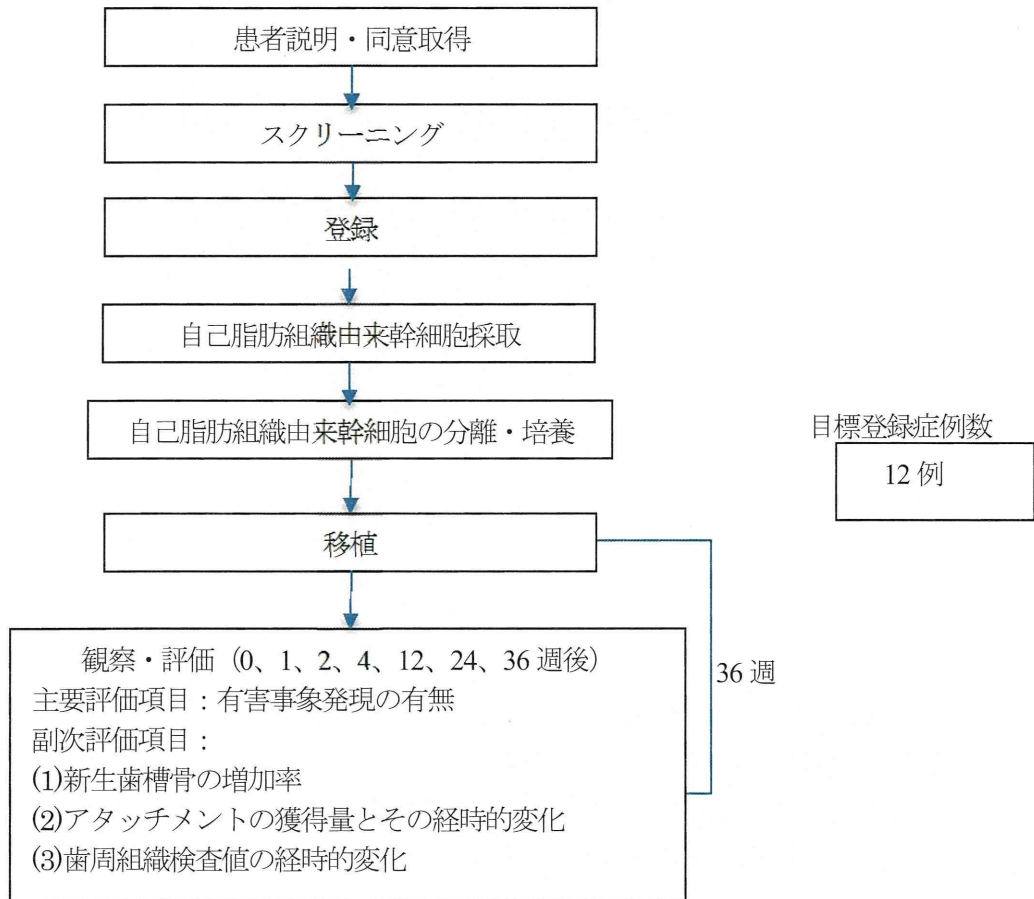 患者説明・同意取得
スクリーニング
登録
自己脂肪組織由来幹細胞採取
自己脂肪組織由来幹細胞の分離・培養
目標登録症例数
12 例
移植
観察・評価（0、1、2、4、12、24、36 週後）
主要評価項目：有害事象発現の有無
副次評価項目：
(1)新生歯槽骨の増加率
(2)アタッチメントの獲得量とその経時的変化
(3)歯周組織検査値の経時的変化
36 週